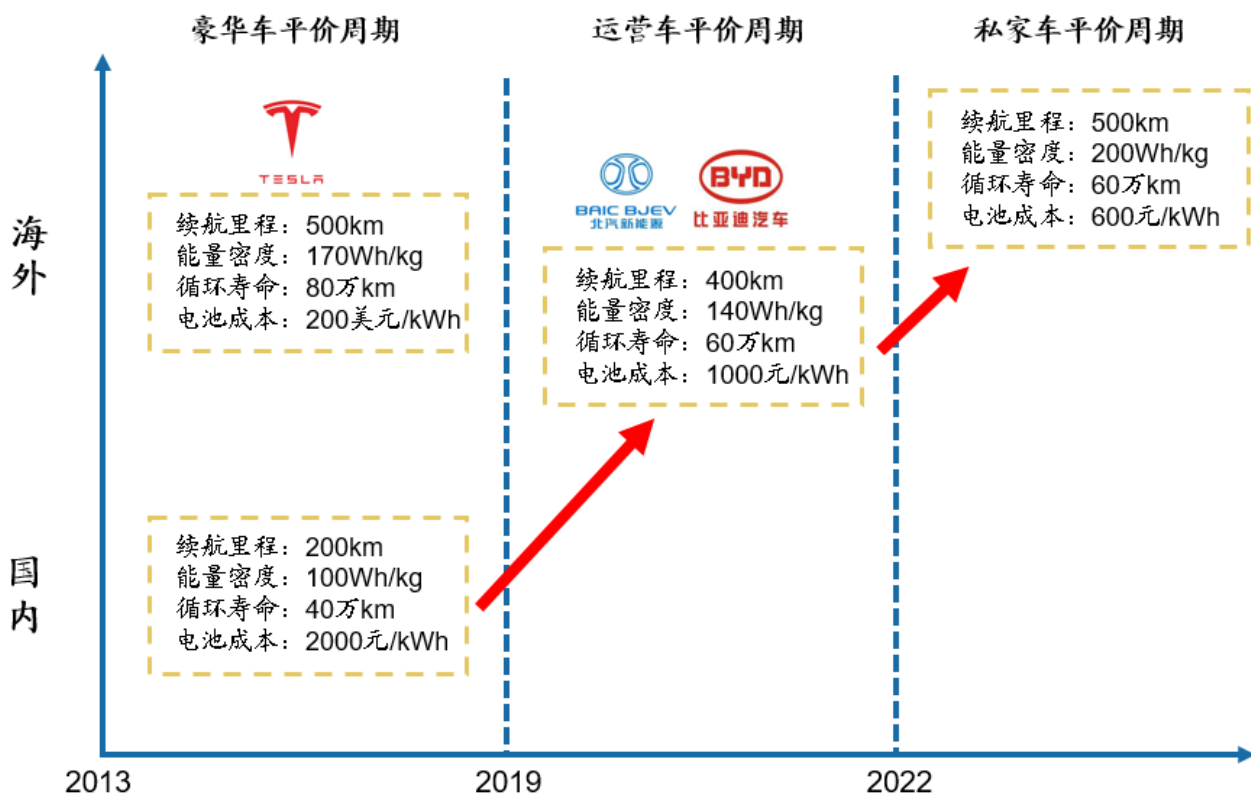 豪华车平价周期
运营车平价周期
私家车平价周期
海外
国内
TESLA
续航里程：500km
能量密度：170Wh/kg
循环寿命：80万km
电池成本：200美元/kWh
续航里程：200km
能量密度：100Wh/kg
循环寿命：40万km
电池成本：2000元/kWh
BAIC BJEV
北汽新能源
BYD
比亚迪汽车
续航里程：400km
能量密度：140Wh/kg
循环寿命：60万km
电池成本：1000元/kWh
续航里程：500km
能量密度：200Wh/kg
循环寿命：60万km
电池成本：600元/kWh
2013
2019
2022